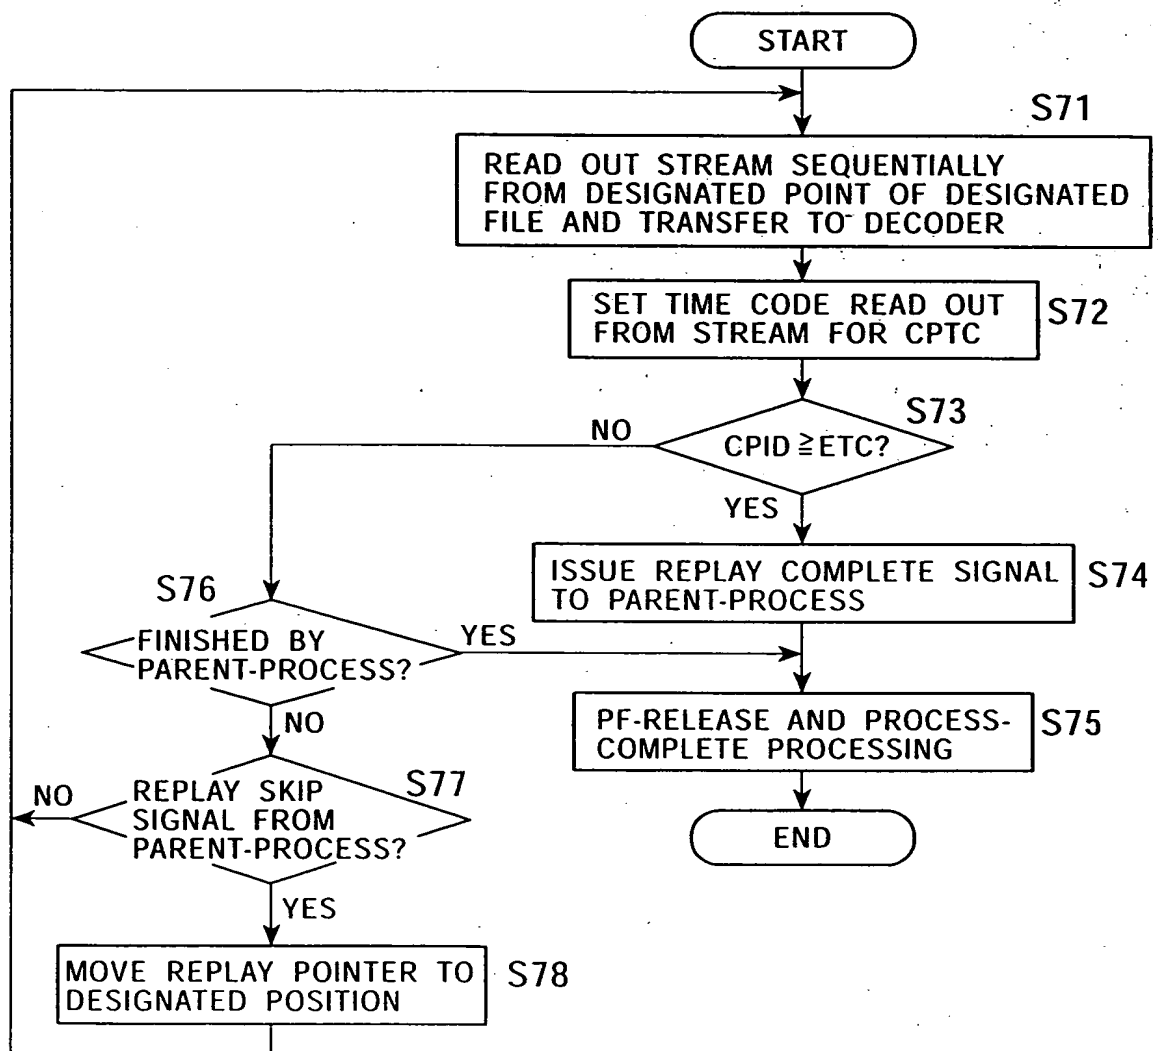 START
S71
READ OUT STREAM SEQUENTIALLY
FROM DESIGNATED POINT OF DESIGNATED
FILE AND TRANSFER TO DECODER
S72
SET TIME CODE READ OUT
FROM STREAM FOR CPTC
S73
NO
CPID ≧ ETC?
YES
S74
ISSUE REPLAY COMPLETE SIGNAL
TO PARENT-PROCESS
S76
FINISHED BY
PARENT-PROCESS?
YES
NO
S75
PF-RELEASE AND PROCESS-
COMPLETE PROCESSING
S77
NO
REPLAY SKIP
SIGNAL FROM
PARENT-PROCESS?
END
YES
S78
MOVE REPLAY POINTER TO
DESIGNATED POSITION